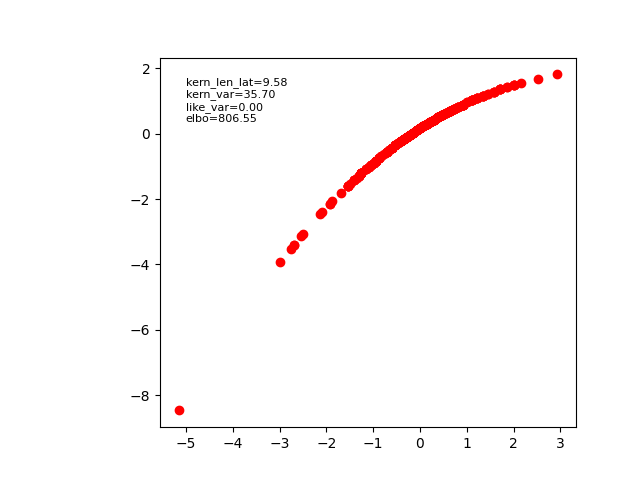 kern_len_lat=9.58
kern_var=35.70
like_var=0.00
elbo=806.55
2
0
−2
−4
−6
−8
−5 −4 −3 −2 −1 0 1 2 3